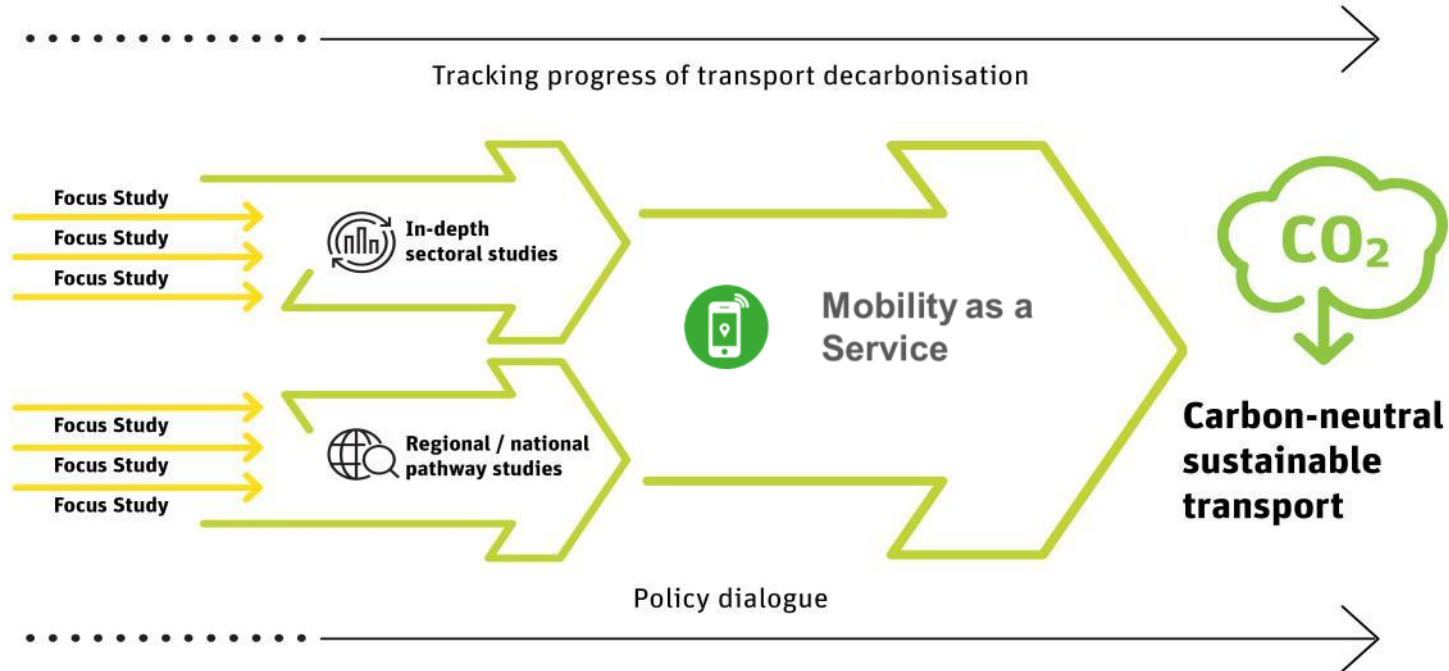 Tracking progress of transport decarbonisation
Focus Study
Focus Study
Focus Study
In-depth
sectoral studies
Mobility as a
Service
CO₂
Focus Study
Focus Study
Focus Study
Regional / national
pathway studies
Carbon-neutral
sustainable
transport
Policy dialogue